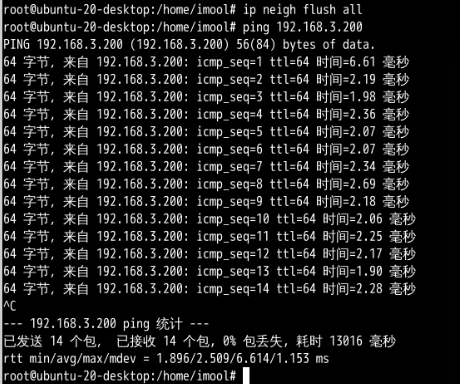 root@ubuntu-20-desktop:/home/imool# ip neigh flush all
root@ubuntu-20-desktop:/home/imool# ping 192.168.3.200
PING 192.168.3.200 (192.168.3.200) 56(84) bytes of data.
64 字节, 来自 192.168.3.200: icmp_seq=1 ttl=64 时间=6.61 毫秒
64 字节, 来自 192.168.3.200: icmp_seq=2 ttl=64 时间=2.19 毫秒
64 字节, 来自 192.168.3.200: icmp_seq=3 ttl=64 时间=1.98 毫秒
64 字节, 来自 192.168.3.200: icmp_seq=4 ttl=64 时间=2.36 毫秒
64 字节, 来自 192.168.3.200: icmp_seq=5 ttl=64 时间=2.07 毫秒
64 字节, 来自 192.168.3.200: icmp_seq=6 ttl=64 时间=2.07 毫秒
64 字节, 来自 192.168.3.200: icmp_seq=7 ttl=64 时间=2.34 毫秒
64 字节, 来自 192.168.3.200: icmp_seq=8 ttl=64 时间=2.69 毫秒
64 字节, 来自 192.168.3.200: icmp_seq=9 ttl=64 时间=2.18 毫秒
64 字节, 来自 192.168.3.200: icmp_seq=10 ttl=64 时间=2.06 毫秒
64 字节, 来自 192.168.3.200: icmp_seq=11 ttl=64 时间=2.25 毫秒
64 字节, 来自 192.168.3.200: icmp_seq=12 ttl=64 时间=2.17 毫秒
64 字节, 来自 192.168.3.200: icmp_seq=13 ttl=64 时间=1.90 毫秒
64 字节, 来自 192.168.3.200: icmp_seq=14 ttl=64 时间=2.28 毫秒
^C
--- 192.168.3.200 ping 统计 ---
已发送 14 个包, 已接收 14 个包, 0% 包丢失, 耗时 13016 毫秒
rtt min/avg/max/mdev = 1.896/2.509/6.614/1.153 ms
root@ubuntu-20-desktop:/home/imool#